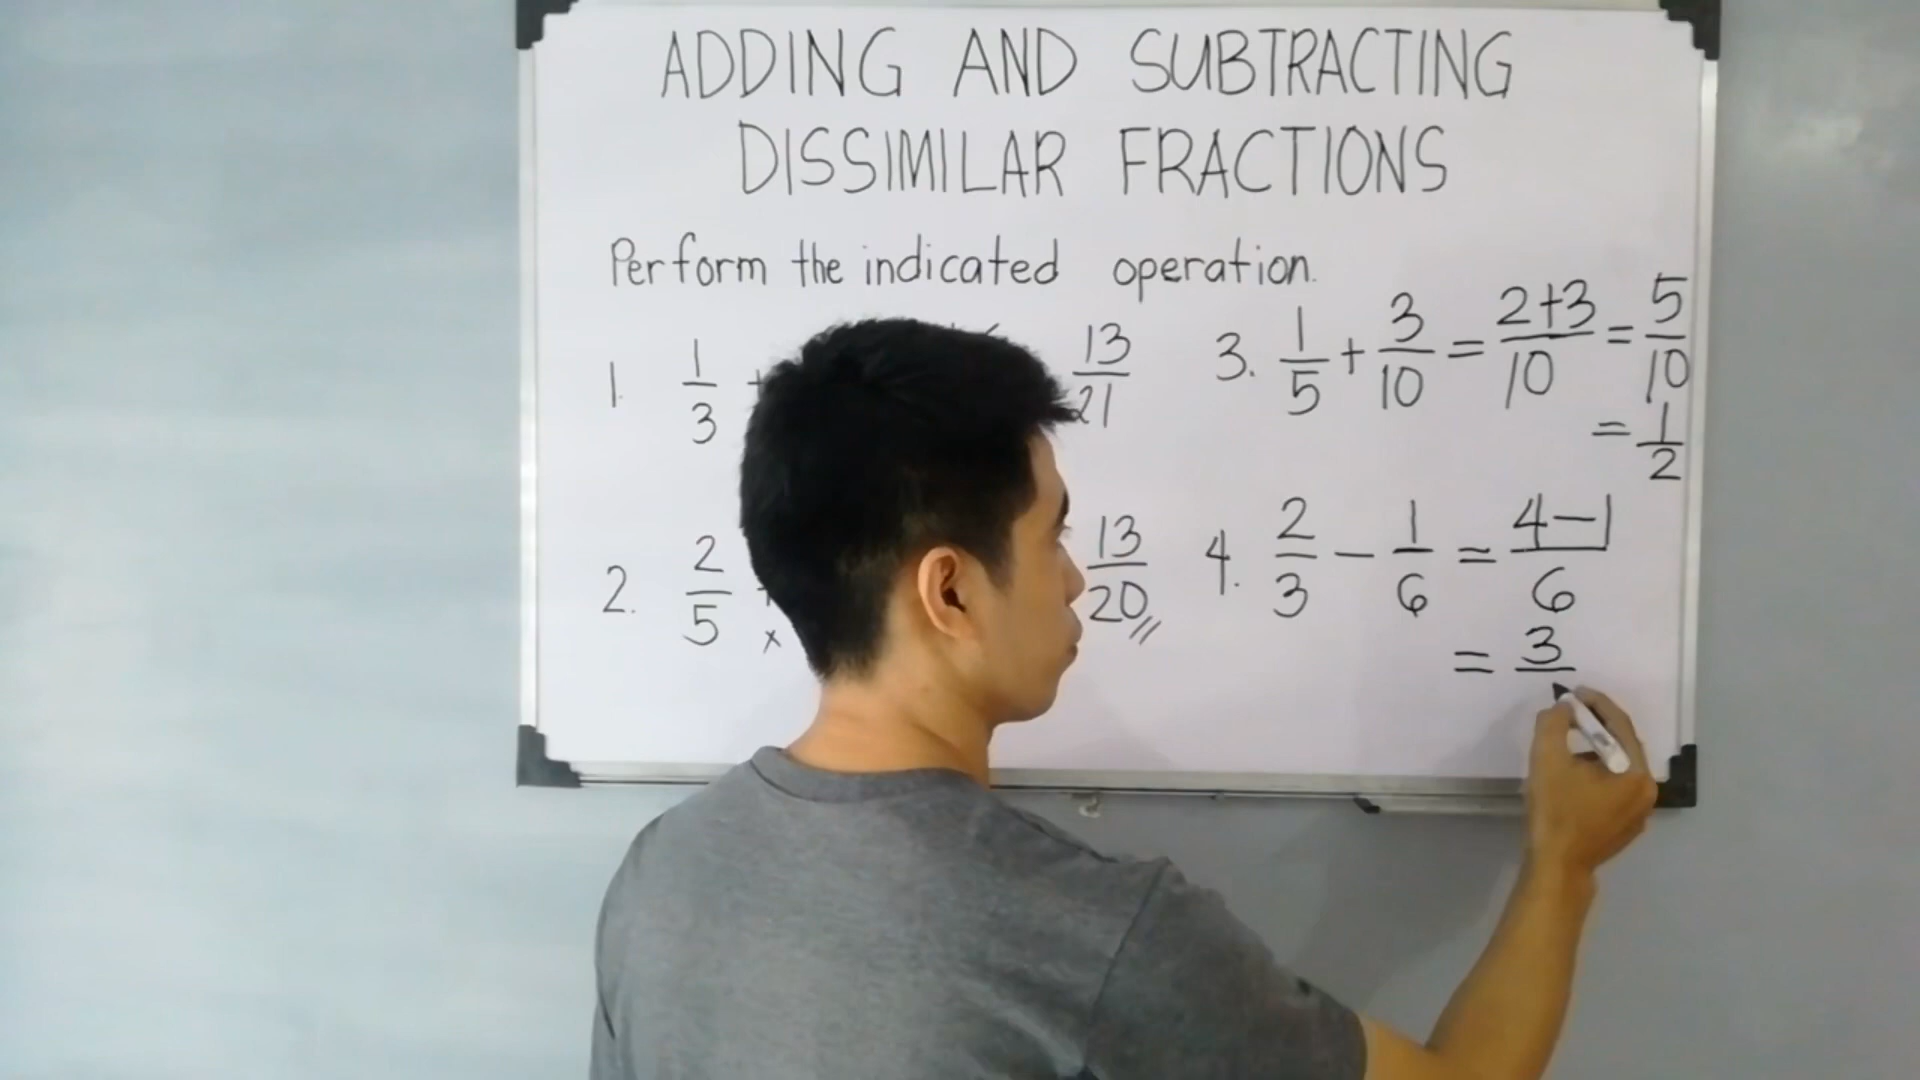 ADDING AND SUBTRACTING
DISSIMILAR FRACTIONS
Perform the indicated operation.
1. 1/3 + 13/21
2. 2/5 + x 13/20
3. 1/5 + 3/10 = 2+3/10 = 5/10
= 1/2
4. 2/3 − 1/6 = 4−1/6
= 3